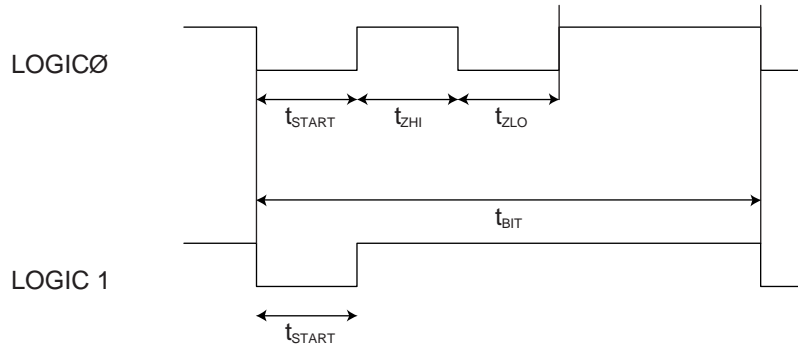 LOGICØ
tSTART tZHI tZLO
tBIT
LOGIC 1
tSTART